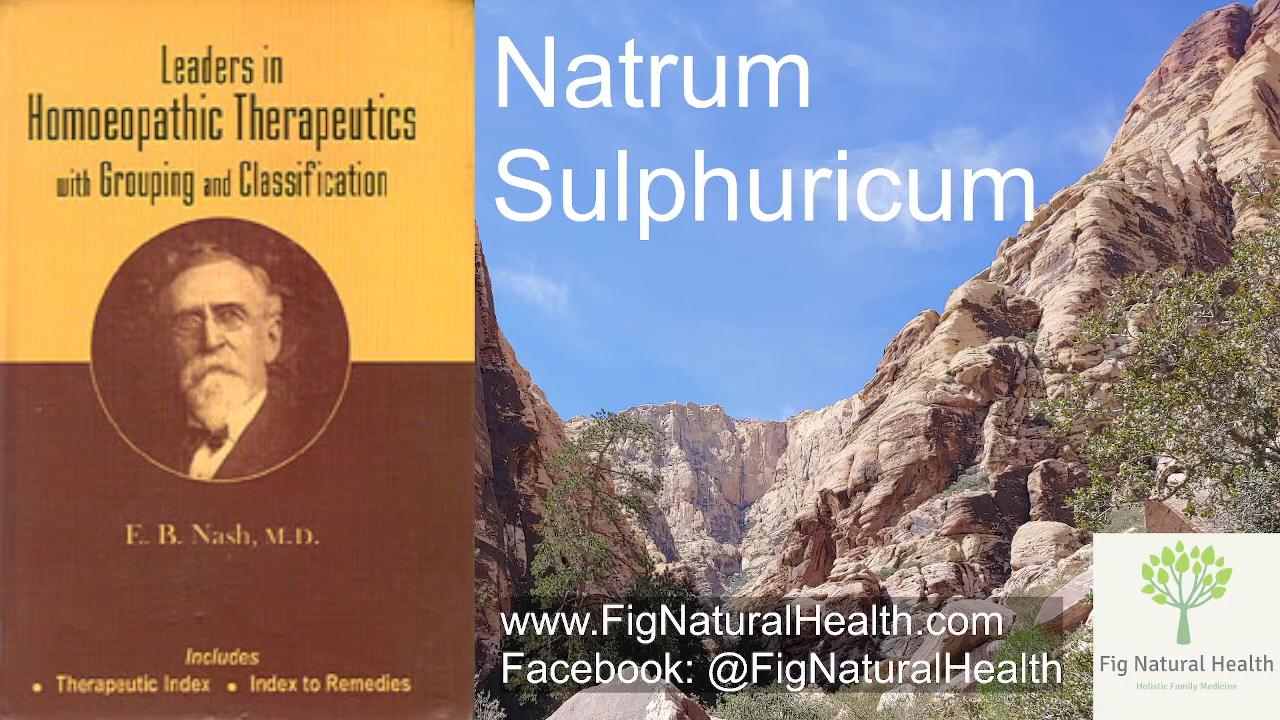 Leaders in
Homoeopathic Therapeutics
with Grouping and Classification
E. B. Nash, M.D.
Includes
• Therapeutic Index • Index to Remedies
Natrum
Sulphuricum
www.FigNaturalHealth.com
Facebook: @FigNaturalHealth
Fig Natural Health
Holistic Family Medicine